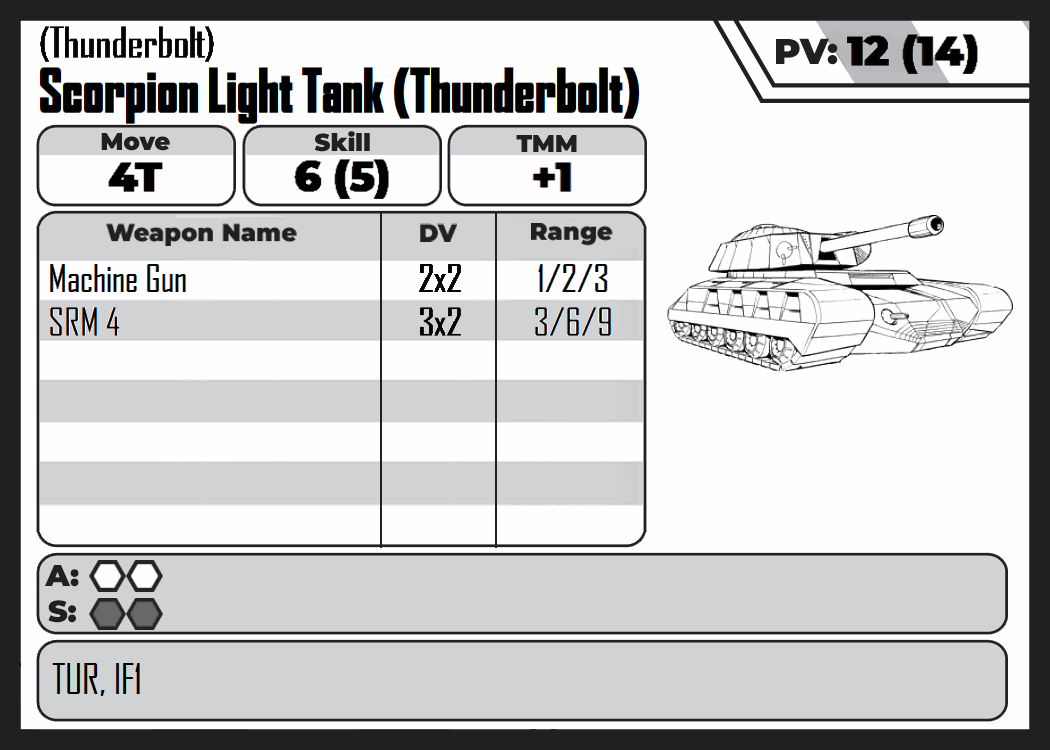 (Thunderbolt)
Scorpion Light Tank (Thunderbolt)
PV: 12 (14)
Move Skill TMM
4T 6 (5) +1
Weapon Name DV Range
Machine Gun 2x2 1/2/3
SRM 4 3x2 3/6/9
A:
S:
TUR, IF1